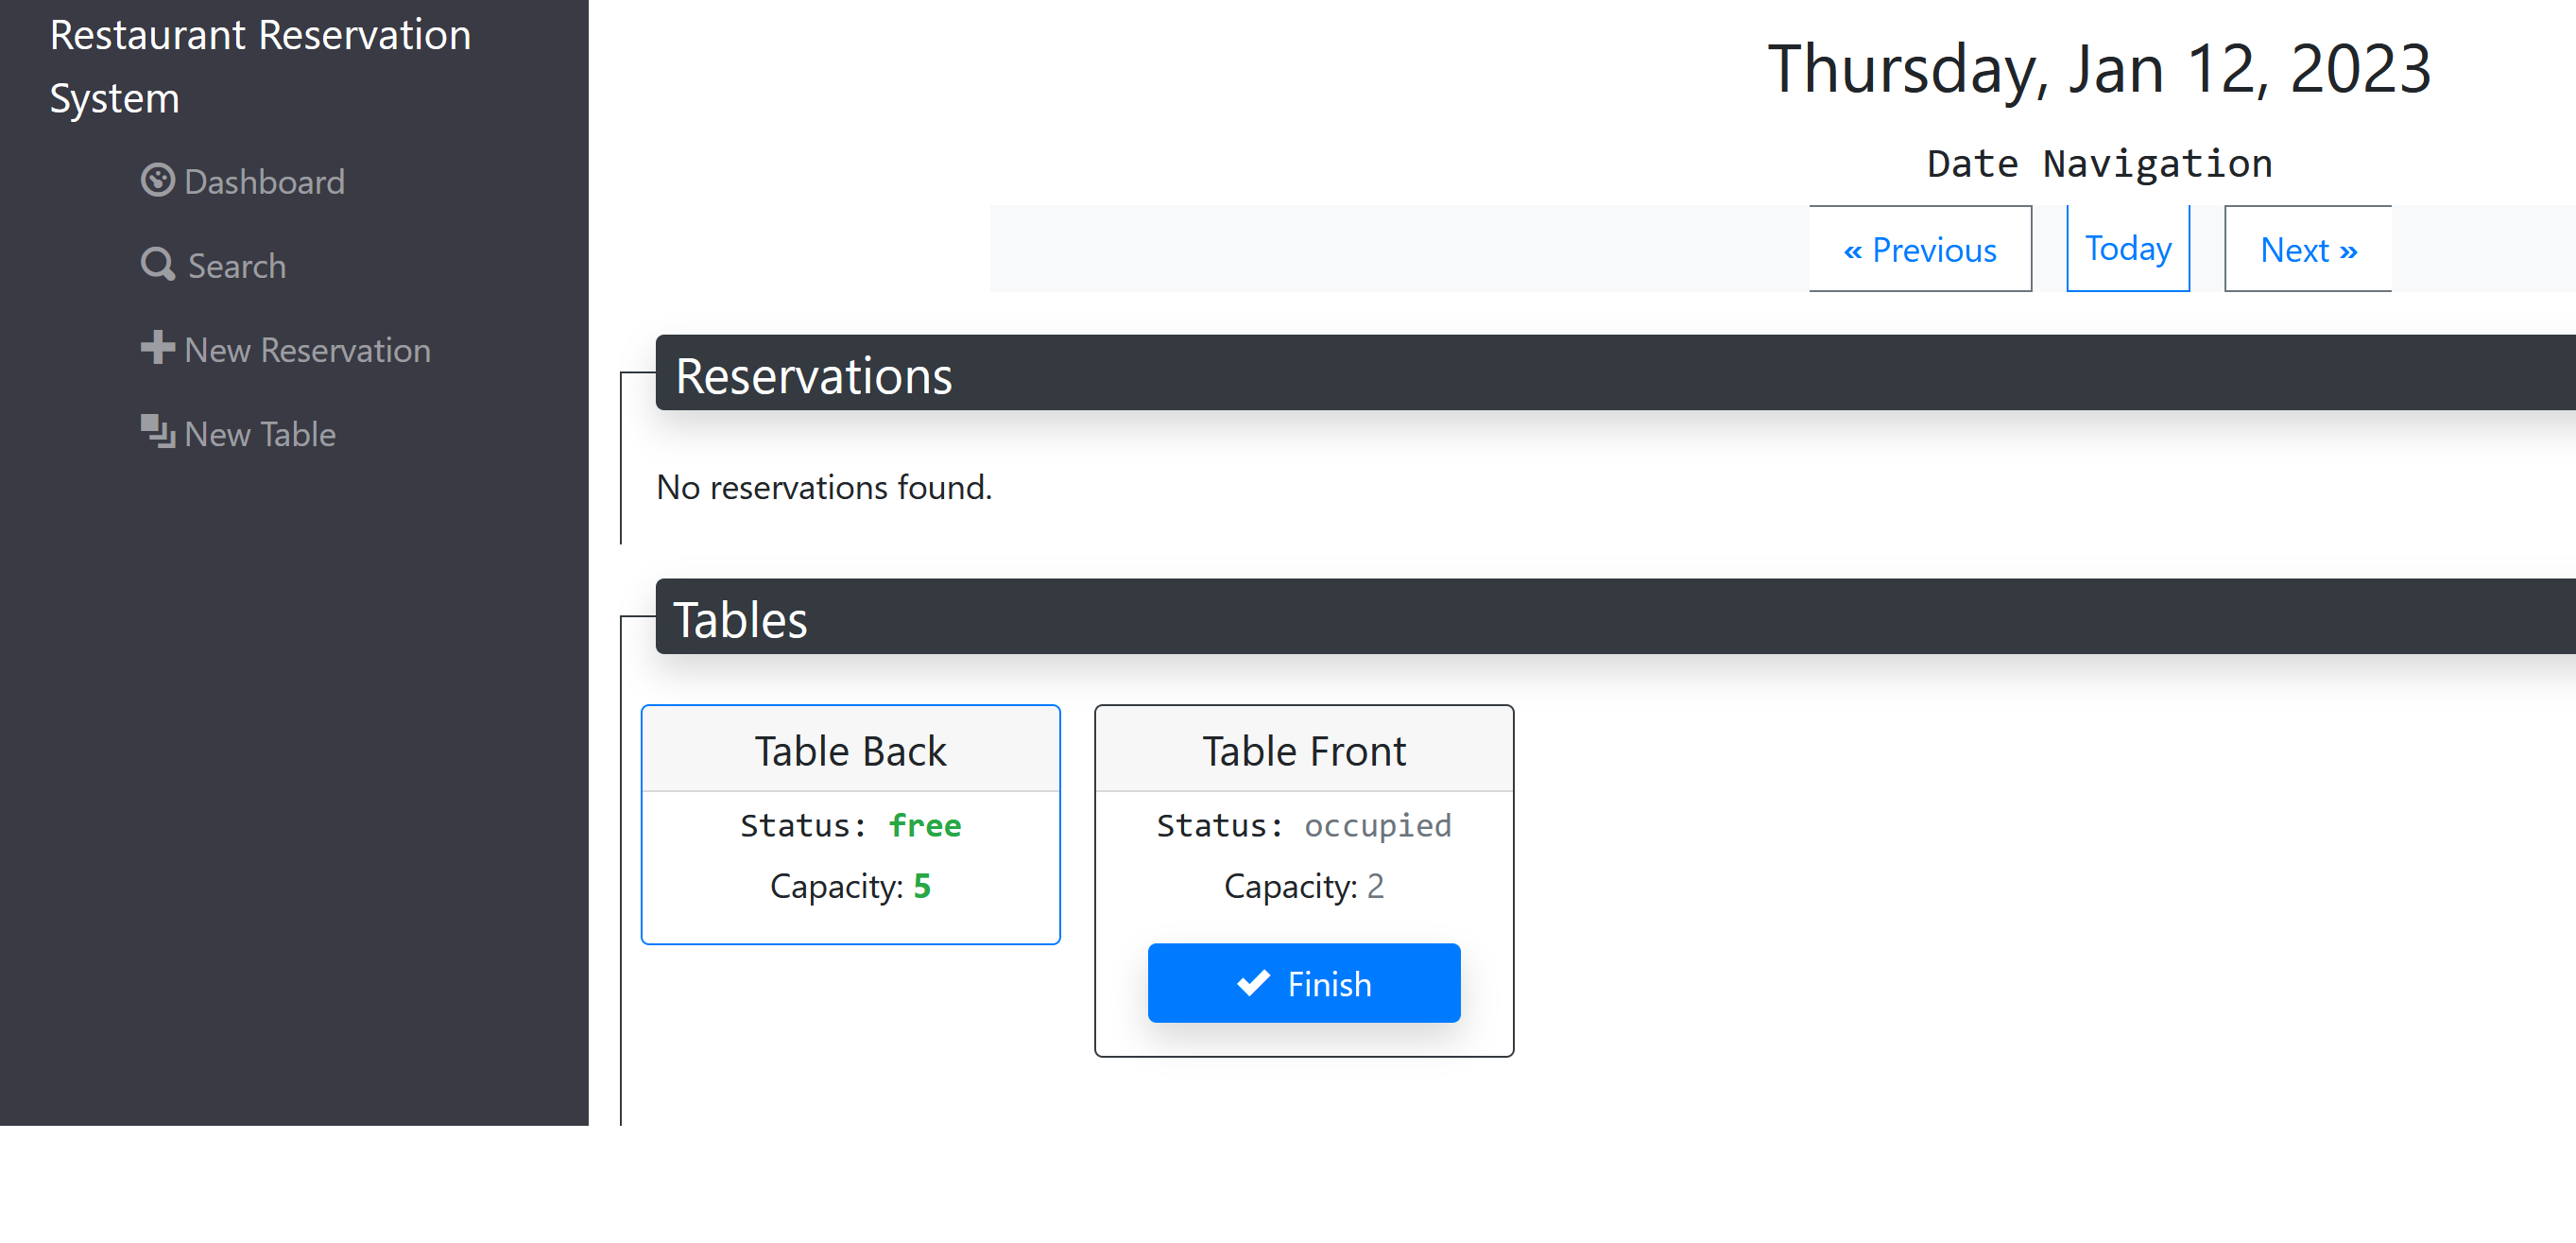 Restaurant Reservation
System
Dashboard
Search
New Reservation
New Table
Thursday, Jan 12, 2023
Date Navigation
« Previous
Today
Next »
Reservations
No reservations found.
Tables
Table Back
Status: free
Capacity: 5
Table Front
Status: occupied
Capacity: 2
Finish